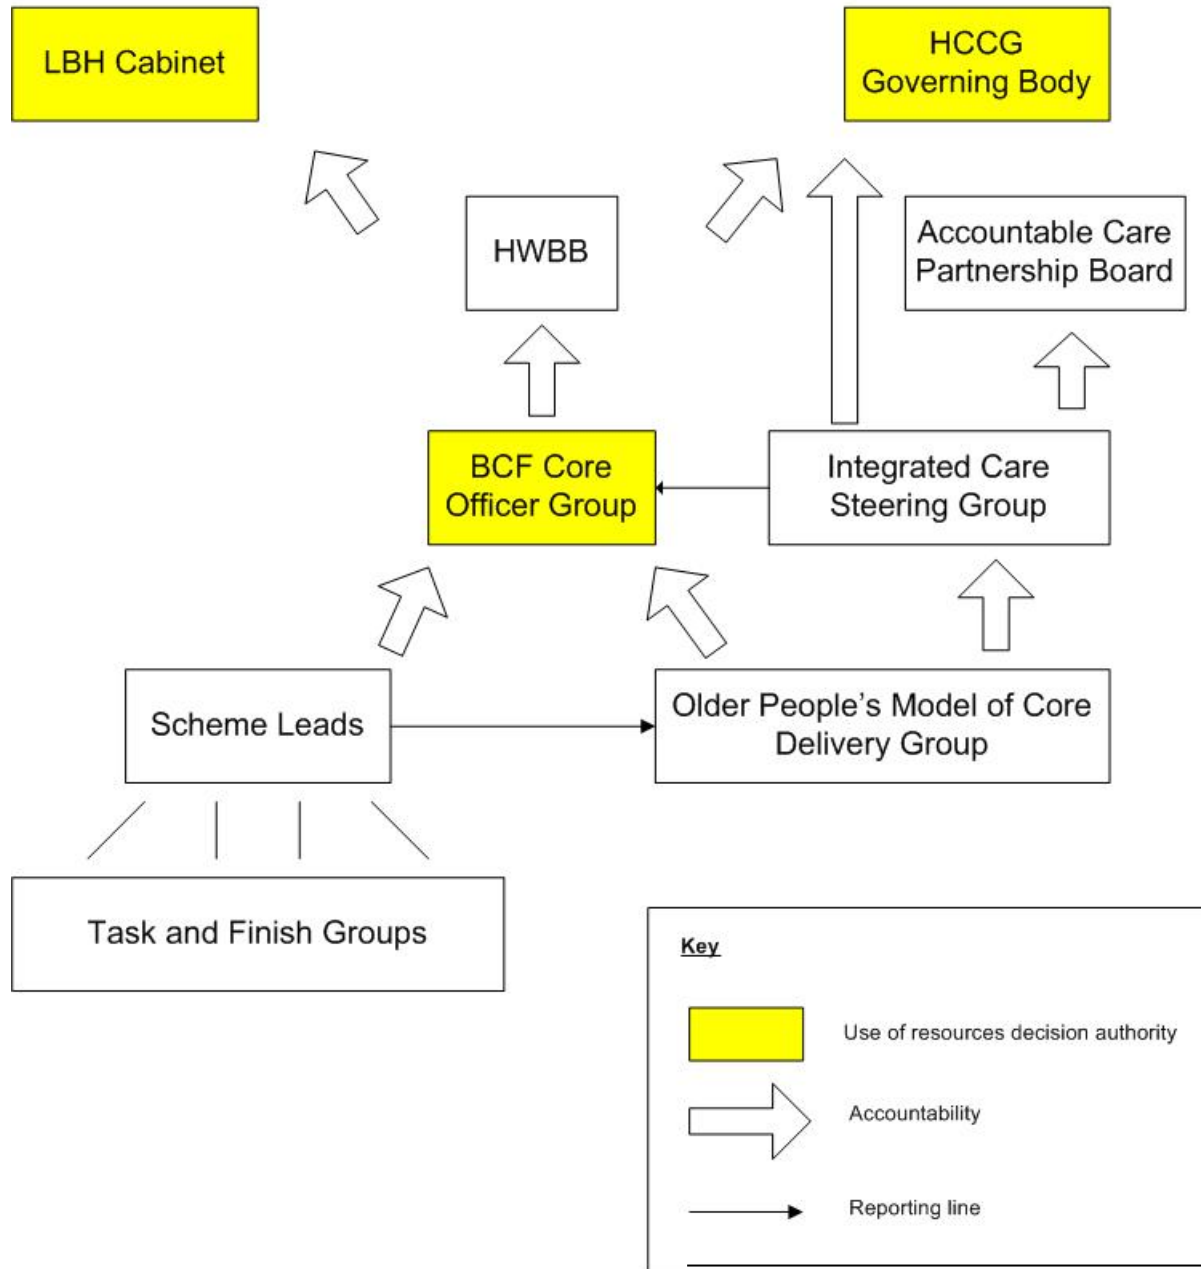 LBH Cabinet
HCCG
Governing Body
HWBB
Accountable Care
Partnership Board
BCF Core
Officer Group
Integrated Care
Steering Group
Scheme Leads
Older People’s Model of Core
Delivery Group
Task and Finish Groups
Key
Use of resources decision authority
Accountability
Reporting line